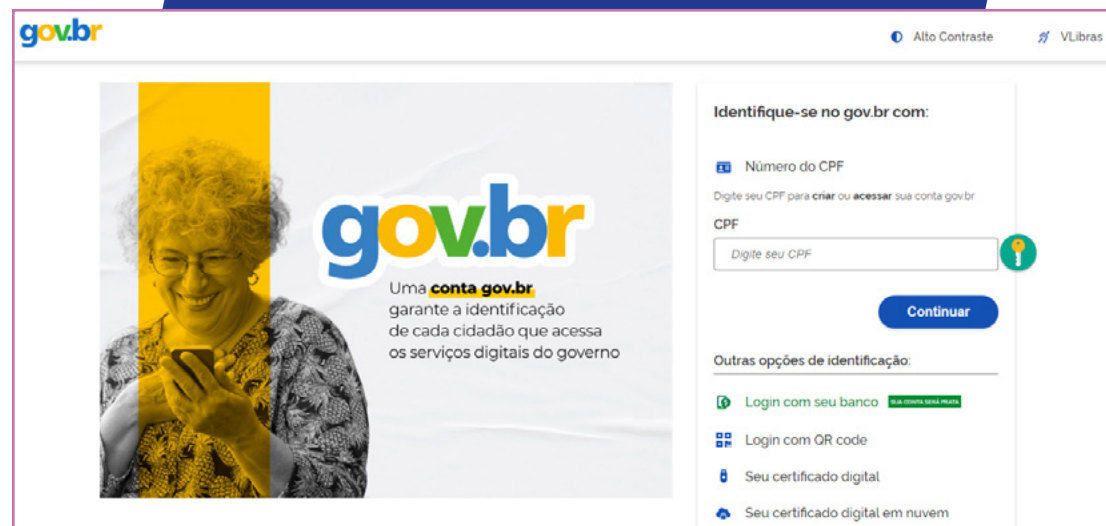 gov.br
Alto Contraste
VLibras
gov.br
Uma conta gov.br
garante a identificação
de cada cidadão que acessa
os serviços digitais do governo
Identifique-se no gov.br com:
Número do CPF
Digite seu CPF para criar ou acessar sua conta gov.br
CPF
Digite seu CPF
Continuar
Outras opções de identificação:
Login com seu banco SUA CONTA SERÁ PRATA
Login com QR code
Seu certificado digital
Seu certificado digital em nuvem